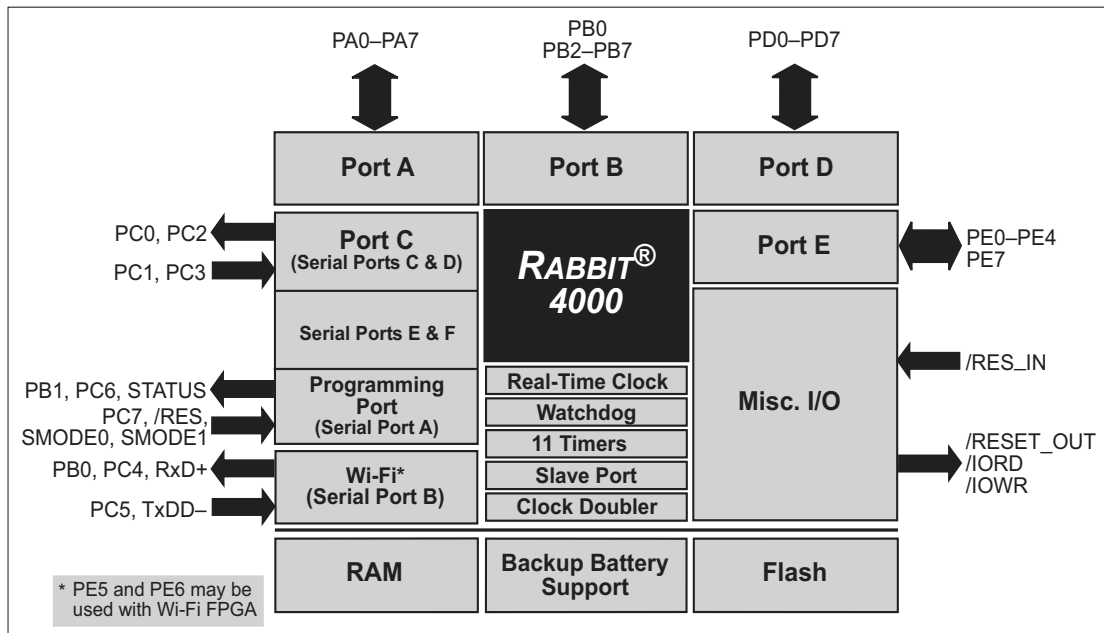 PA0–PA7
PB0
PB2–PB7
PD0–PD7
Port A
Port B
Port D
PC0, PC2
PC1, PC3
Port C
(Serial Ports C & D)
RABBIT®
4000
Port E
PE0–PE4
PE7
Serial Ports E & F
PB1, PC6, STATUS
PC7, /RES,
SMODE0, SMODE1
Programming
Port
(Serial Port A)
Real-Time Clock
Watchdog
11 Timers
Slave Port
Clock Doubler
Misc. I/O
/RES_IN
/RESET_OUT
/IORD
/IOWR
PB0, PC4, RxD+
PC5, TxDD–
Wi-Fi*
(Serial Port B)
RAM
Backup Battery
Support
Flash
* PE5 and PE6 may be
used with Wi-Fi FPGA